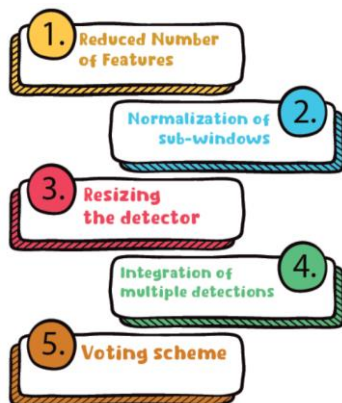 1. Reduced Number
of Features
Normalization of 2.
sub-windows
3. Resizing
the detector
Integration of 4.
multiple detections
5. Voting scheme